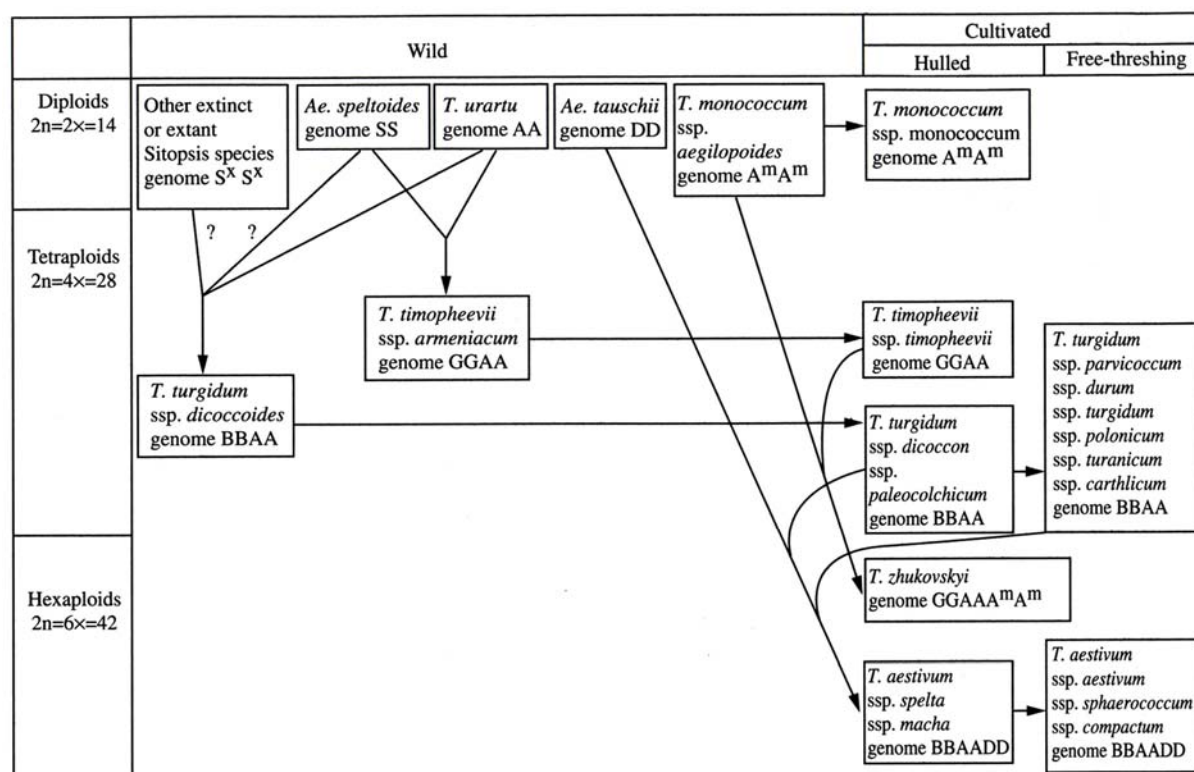 Wild
Cultivated
Hulled
Free-threshing
Diploids
2n=2×=14
Other extinct
or extant
Sitopsis species
genome Sˣ Sˣ
Ae. speltoides
genome SS
T. urartu
genome AA
Ae. tauschii
genome DD
T. monococcum
ssp.
aegilopoides
genome AᵐAᵐ
T. monococcum
ssp. monococcum
genome AᵐAᵐ
? ?
Tetraploids
2n=4×=28
T. timopheevii
ssp. armeniacum
genome GGAA
T. timopheevii
ssp. timopheevii
genome GGAA
T. turgidum
ssp. parvicoccum
ssp. durum
ssp. turgidum
ssp. polonicum
ssp. turanicum
ssp. carthlicum
genome BBAA
T. turgidum
ssp. dicoccoides
genome BBAA
T. turgidum
ssp. dicoccon
ssp.
paleocolchicum
genome BBAA
Hexaploids
2n=6×=42
T. zhukovskyi
genome GGAAAᵐAᵐ
T. aestivum
ssp. spelta
ssp. macha
genome BBAADD
T. aestivum
ssp. aestivum
ssp. sphaerococcum
ssp. compactum
genome BBAADD